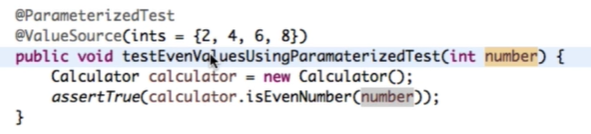 @ParameterizedTest
@ValueSource(ints = {2, 4, 6, 8})
public void testEvenValuesUsingParamaterizedTest(int number) {
Calculator calculator = new Calculator();
assertTrue(calculator.isEvenNumber(number));
}